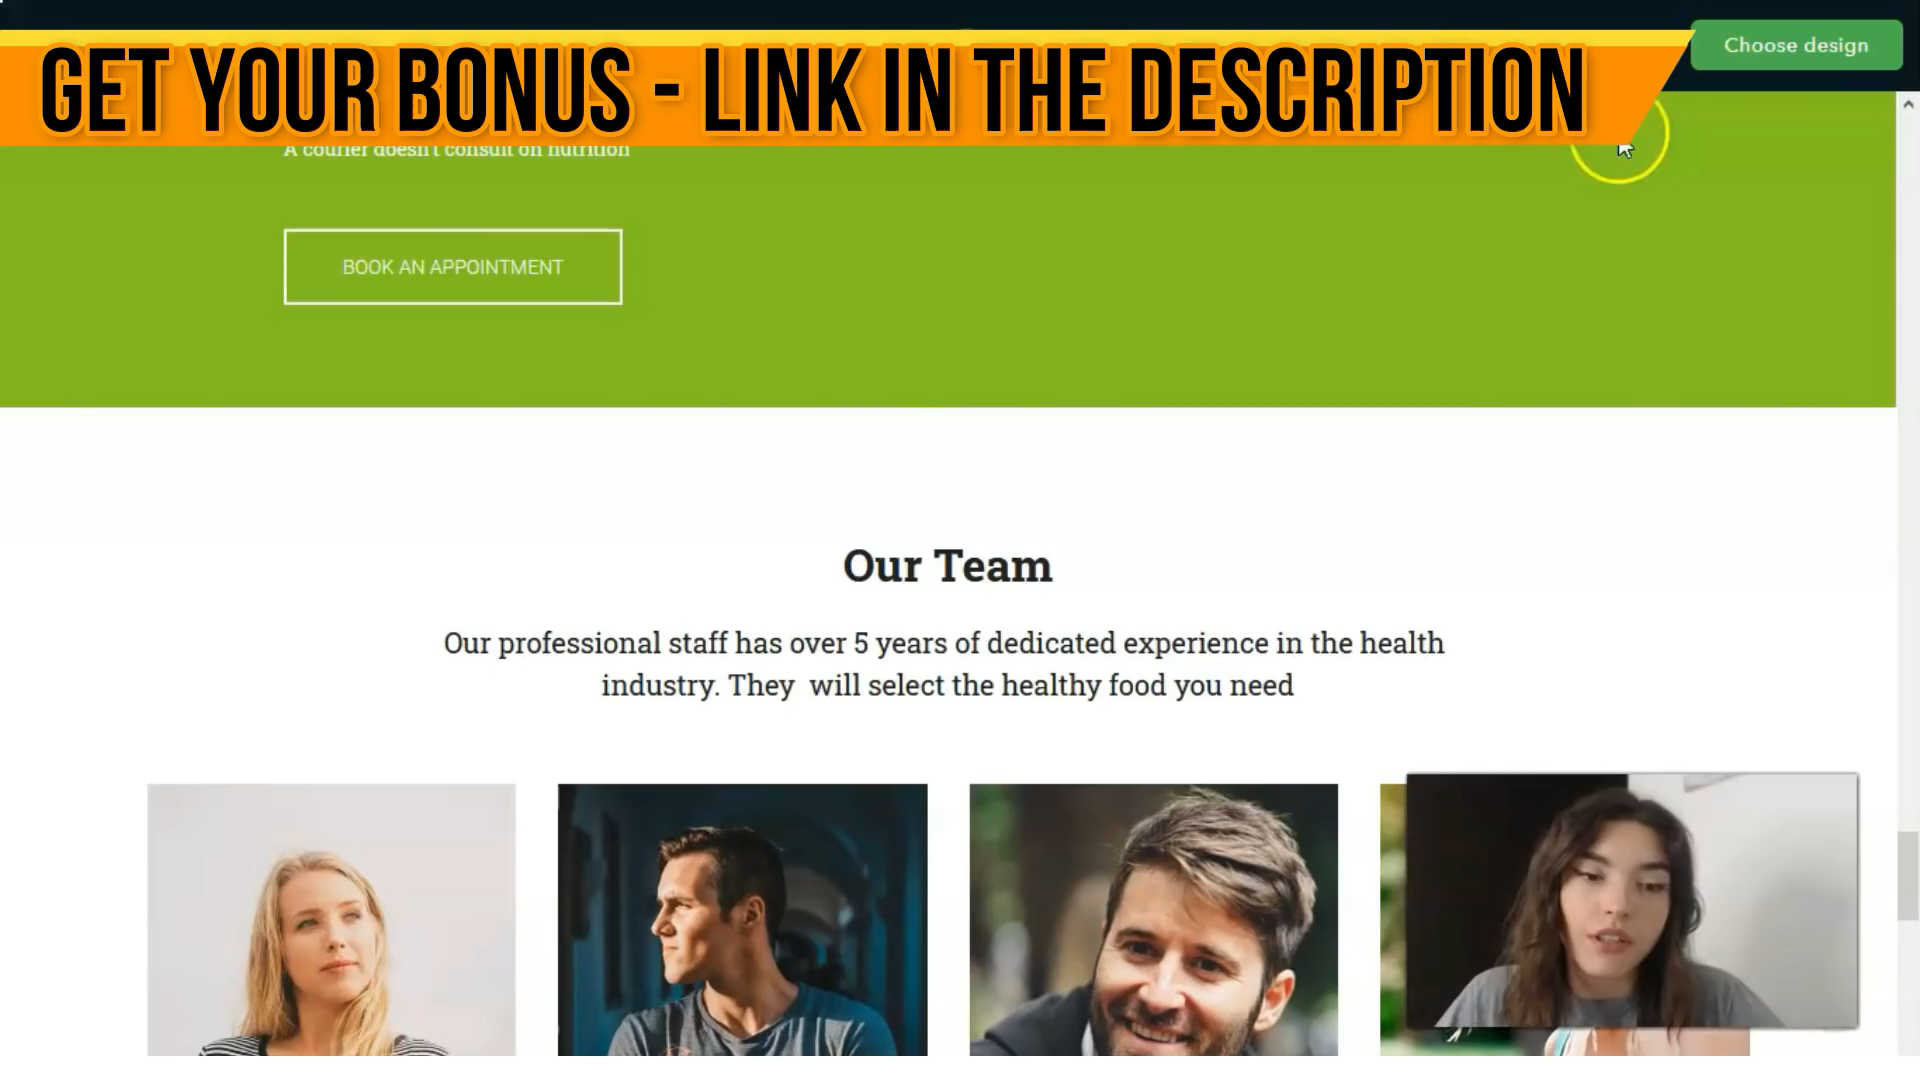 Choose design
GET YOUR BONUS - LINK IN THE DESCRIPTION
A courier doesn't consult on nutrition
BOOK AN APPOINTMENT
Our Team
Our professional staff has over 5 years of dedicated experience in the health
industry. They will select the healthy food you need